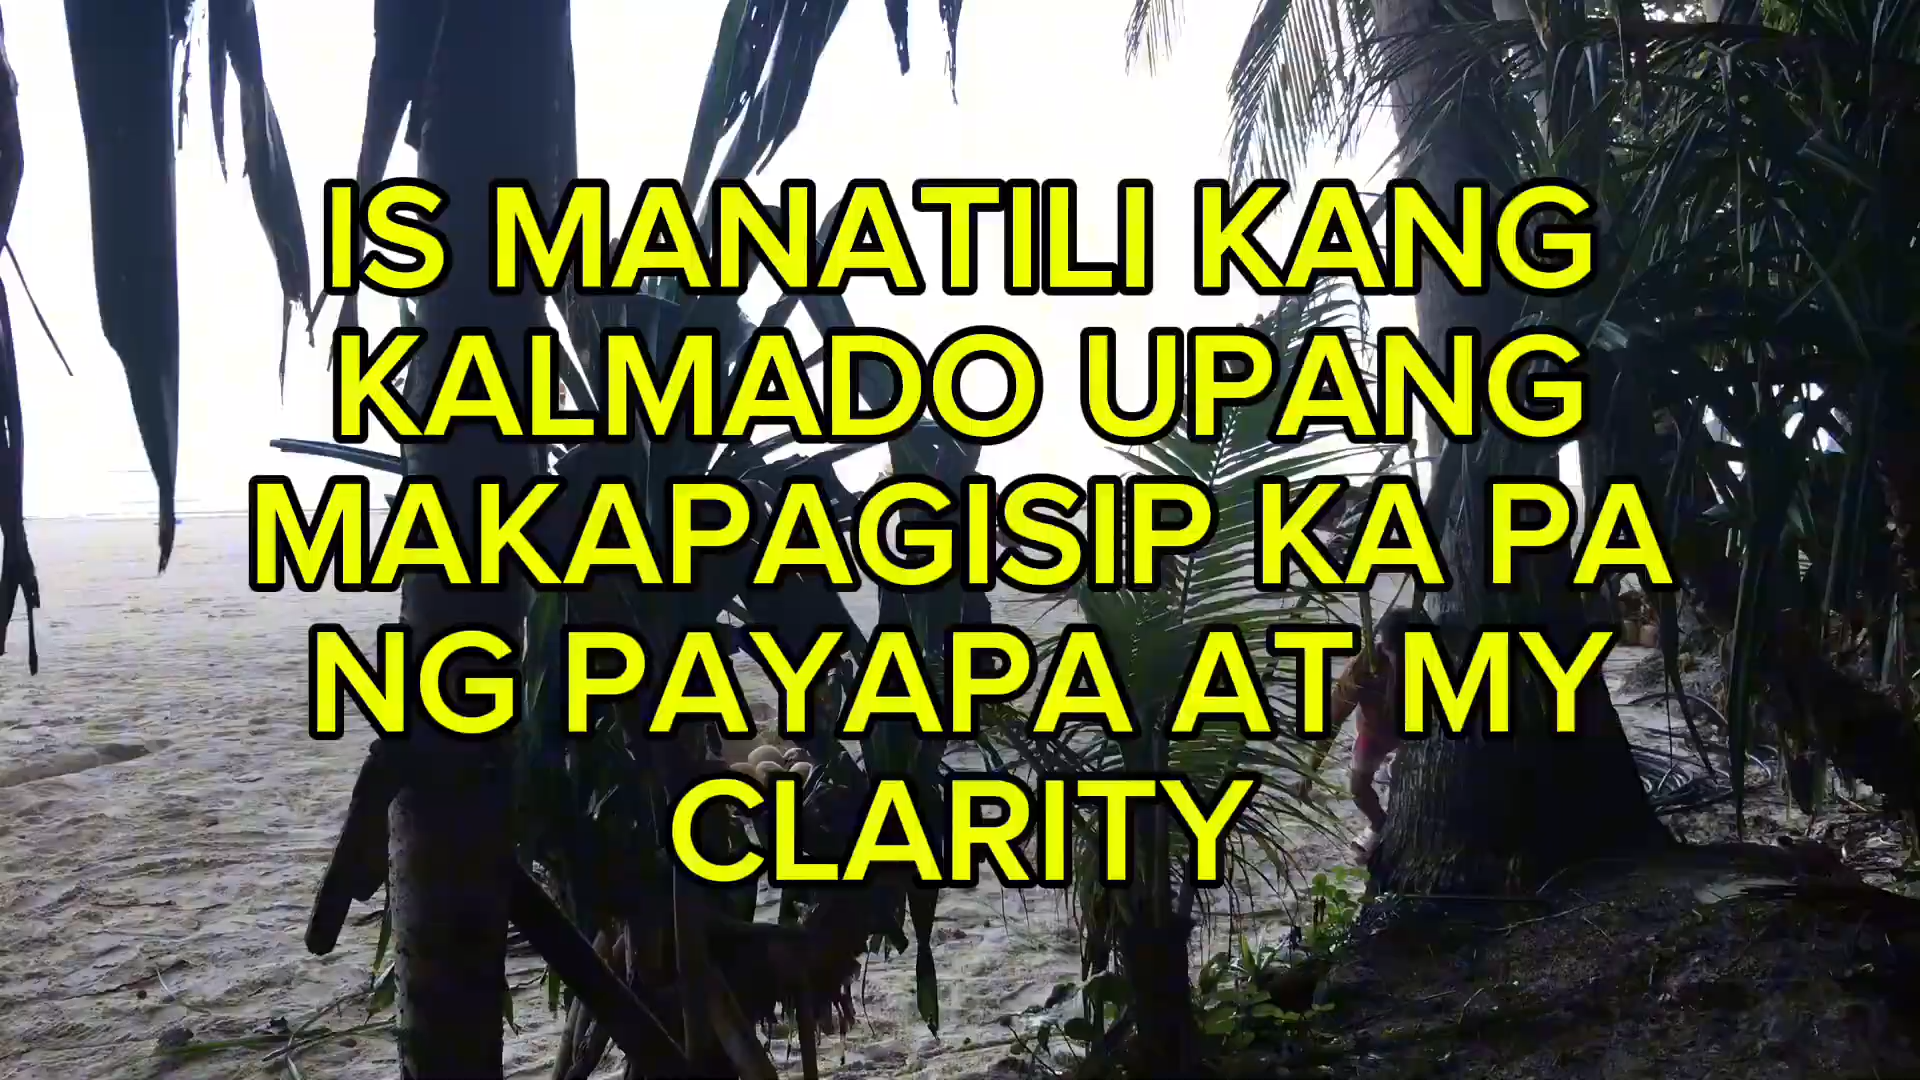 IS MANATILI KANG
KALMADO UPANG
MAKAPAGISIP KA PA
NG PAYAPA AT MY
CLARITY